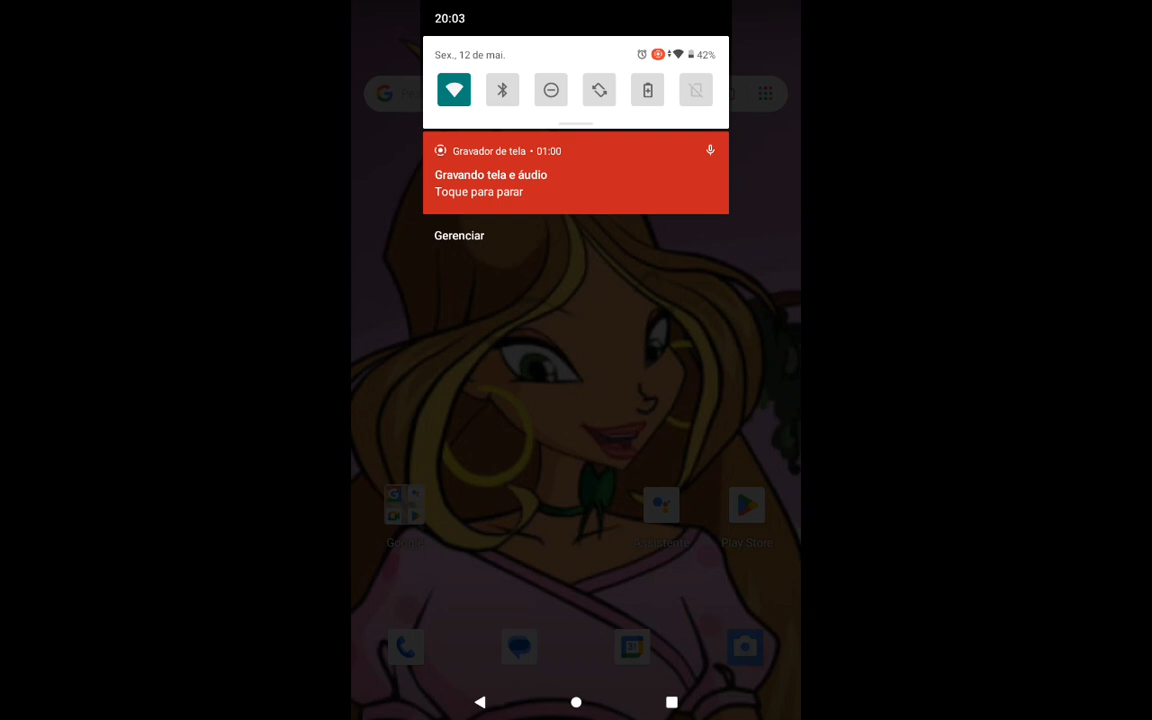 20:03
Sex., 12 de mai.
42%
Gravador de tela • 01:00
Gravando tela e áudio
Toque para parar
Gerenciar
Assistente
Play Store